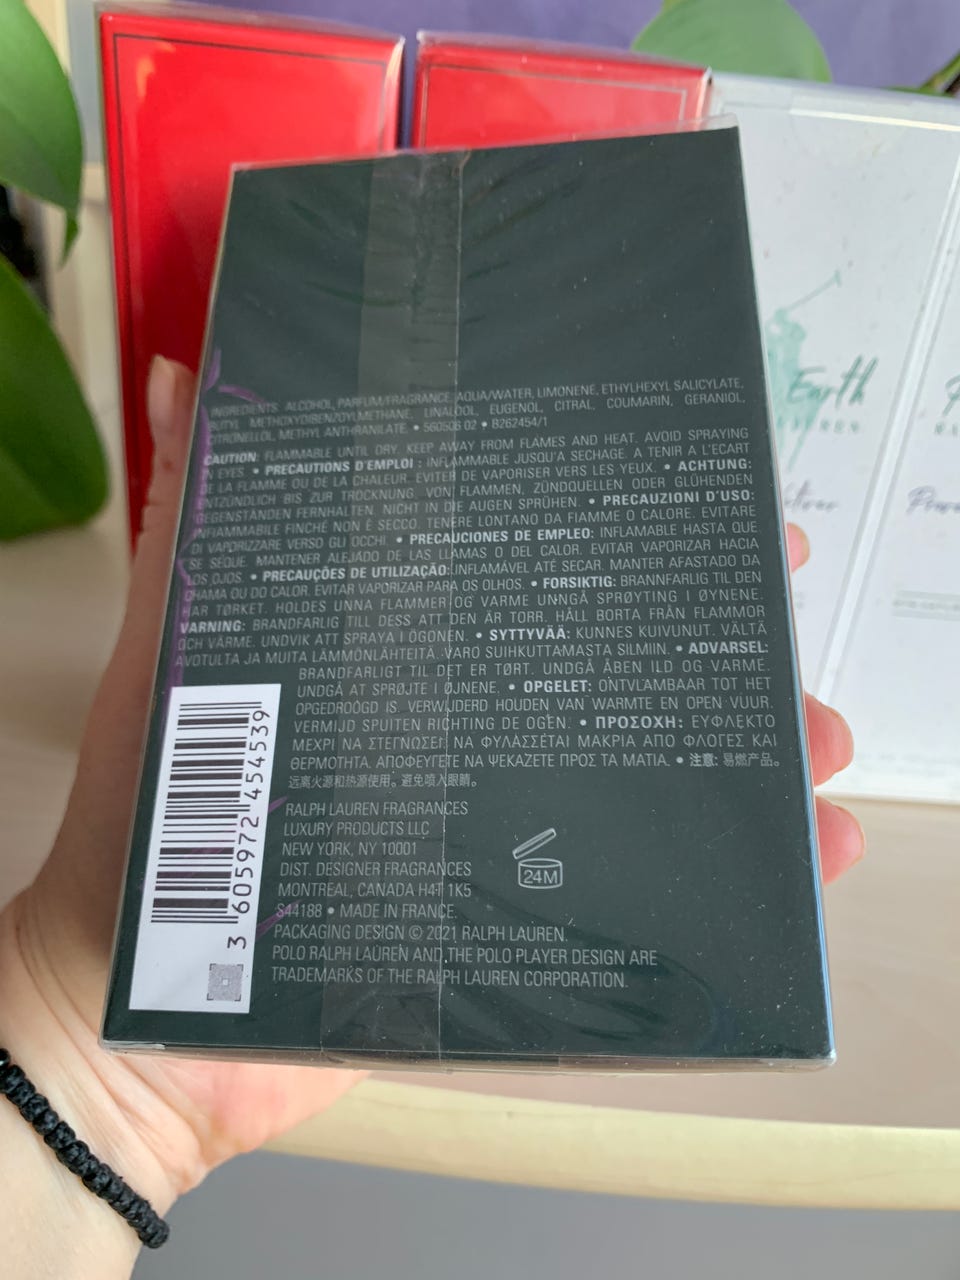 INGREDIENTS: ALCOHOL, PARFUM/FRAGRANCE, AQUA/WATER, LIMONENE, ETHYLHEXYL SALICYLATE,
BUTYL METHOXYDIBENZOYLMETHANE, LINALOOL, EUGENOL, CITRAL, COUMARIN, GERANIOL,
CITRONELLOL, METHYL ANTHRANILATE. • 560506 02 • B262454/1
CAUTION: FLAMMABLE UNTIL DRY. KEEP AWAY FROM FLAMES AND HEAT. AVOID SPRAYING
IN EYES • PRECAUTIONS D'EMPLOI : INFLAMMABLE JUSQU'A SECHAGE. A TENIR A L'ECART
DE LA FLAMME OU DE LA CHALEUR. EVITER DE VAPORISER VERS LES YEUX. • ACHTUNG:
ENTZÜNDLICH BIS ZUR TROCKNUNG. VON FLAMMEN, ZÜNDQUELLEN ODER GLÜHENDEN
GEGENSTÄNDEN FERNHALTEN. NICHT IN DIE AUGEN SPRÜHEN. • PRECAUZIONI D'USO:
INFIAMMABILE FINCHÉ NON È SECCO. TENERE LONTANO DA FIAMME O CALORE. EVITARE
DI VAPORIZZARE VERSO GLI OCCHI. • PRECAUCIONES DE EMPLEO: INFLAMABLE HASTA QUE
SE SEQUE. MANTENER ALEJADO DE LAS LLAMAS O DEL CALOR. EVITAR VAPORIZAR HACIA
LOS OJOS. • PRECAUÇÕES DE UTILIZAÇÃO: INFLAMÁVEL ATÉ SECAR. MANTER AFASTADO DA
CHAMA OU DO CALOR. EVITAR VAPORIZAR PARA OS OLHOS. • FORSIKTIG: BRANNFARLIG TIL DEN
HAR TØRKET. HOLDES UNNA FLAMMER OG VARME UNNGÅ SPRØYTING I ØYNENE.
VARNING: BRANDFARLIG TILL DESS ATT DEN ÄR TORR. HÅLL BORTA FRÅN FLAMMOR
OCH VÄRME. UNDVIK ATT SPRAYA I ÖGONEN. • SYTTYVÄÄ: KUNNES KUIVUNUT. VÄLTÄ
AVOTULTA JA MUITA LÄMMÖNLÄHTEITÄ. VARO SUIHKUTTAMASTA SILMIIN. • ADVARSEL:
BRANDFARLIGT TIL DET ER TØRT. UNDGÅ ÅBEN ILD OG VARME.
UNDGÅ AT SPRØJTE I ØJNENE. • OPGELET: ONTVLAMBAAR TOT HET
OPGEDROOGD IS. VERWIJDERD HOUDEN VAN WARMTE EN OPEN VUUR.
VERMIJD SPUITEN RICHTING DE OGEN. • ΠΡΟΣΟΧΗ: ΕΥΦΛΕΚΤΟ
ΜΕΧΡΙ ΝΑ ΣΤΕΓΝΩΣΕΙ. ΝΑ ΦΥΛΑΣΣΕΤΑΙ ΜΑΚΡΙΑ ΑΠΟ ΦΛΟΓΕΣ ΚΑΙ
ΘΕΡΜΟΤΗΤΑ. ΑΠΟΦΕΥΓΕΤΕ ΝΑ ΨΕΚΑΖΕΤΕ ΠΡΟΣ ΤΑ ΜΑΤΙΑ. • 注意: 易燃产品。
远离火源和热源使用。避免喷入眼睛。
RALPH LAUREN FRAGRANCES
LUXURY PRODUCTS LLC
NEW YORK, NY 10001
DIST. DESIGNER FRAGRANCES
MONTREAL, CANADA H4T 1K5
S44188 • MADE IN FRANCE.
PACKAGING DESIGN © 2021 RALPH LAUREN.
POLO RALPH LAUREN AND THE POLO PLAYER DESIGN ARE
TRADEMARKS OF THE RALPH LAUREN CORPORATION.
24M
3 605972 454539
Earth